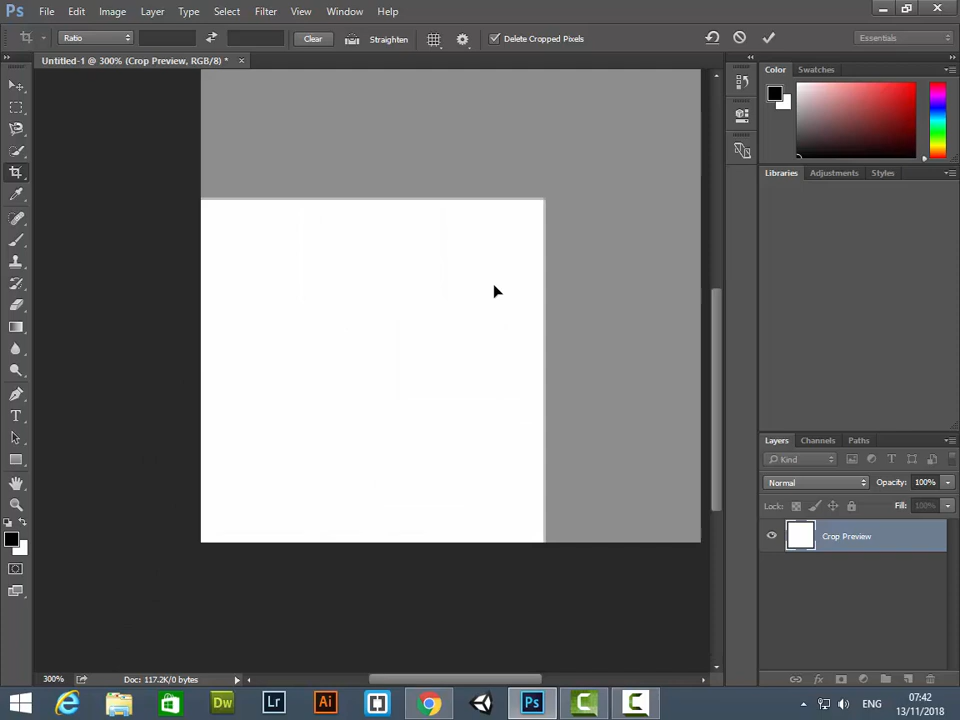 Ps File Edit Image Layer Type Select Filter View Window Help
Ratio Clear Straighten Delete Cropped Pixels Essentials
Untitled-1 @ 300% (Crop Preview, RGB/8) *
Color Swatches
Libraries Adjustments Styles
Layers Channels Paths
Kind
Normal Opacity: 100%
Lock: Fill: 100%
Crop Preview
300% Doc: 117.2K/0 bytes
Dw Lr Ai Ps ENG 07:42
13/11/2018